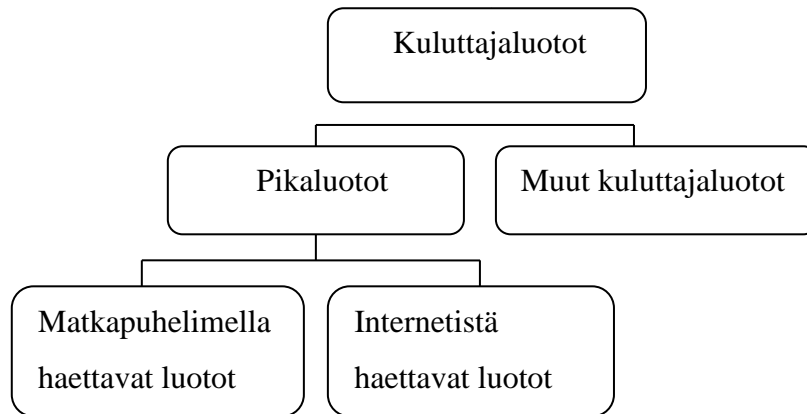 Kuluttajaluotot
Pikaluotot
Muut kuluttajaluotot
Matkapuhelimella
haettavat luotot
Internetistä
haettavat luotot